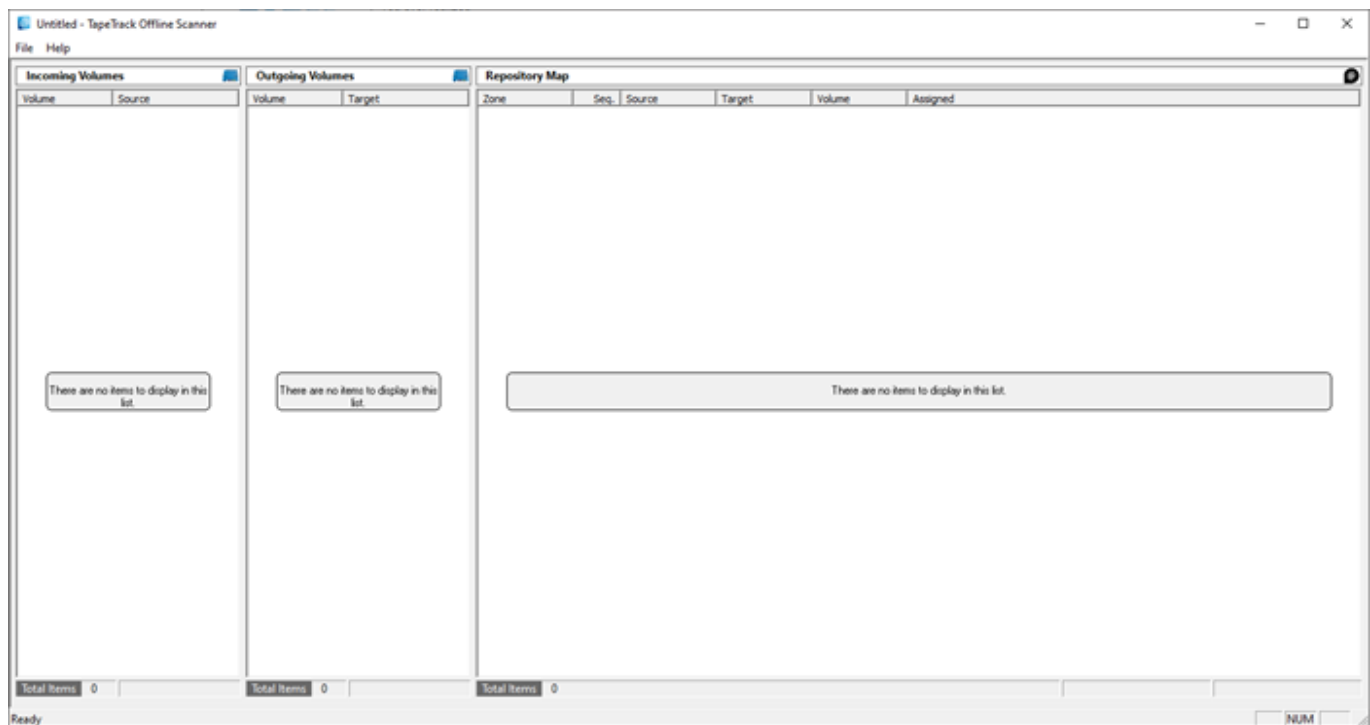 Untitled - TapeTrack Offline Scanner
File Help
Incoming Volumes
Outgoing Volumes
Repository Map
Volume Source
Volume Target
Zone Seq. Source Target Volume Assigned
There are no items to display in this
list.
There are no items to display in this
list.
There are no items to display in this list.
Total Items 0
Total Items 0
Total Items 0
Ready
NUM